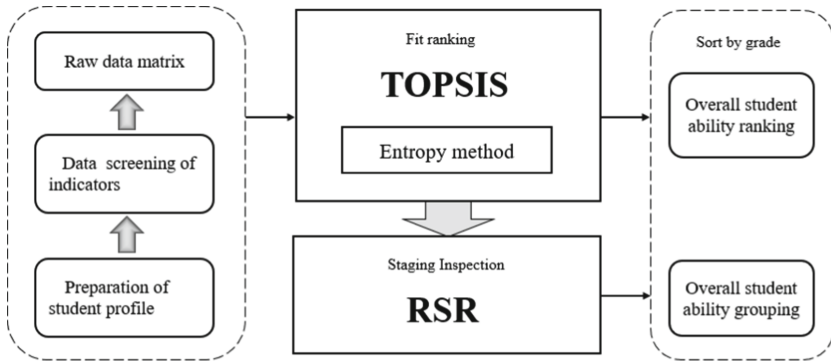 Raw data matrix
Data screening of
indicators
Preparation of
student profile
Fit ranking
TOPSIS
Entropy method
Staging Inspection
RSR
Sort by grade
Overall student
ability ranking
Overall student
ability grouping